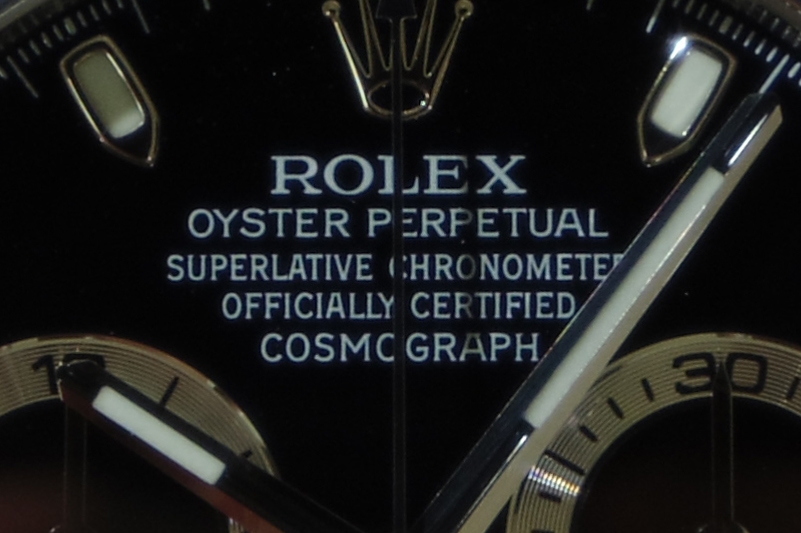 ROLEX
OYSTER PERPETUAL
SUPERLATIVE CHRONOMETER
OFFICIALLY CERTIFIED
COSMOGRAPH
30